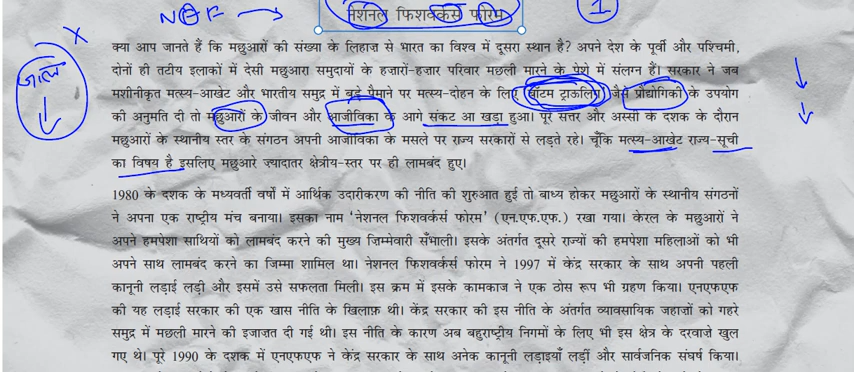 NFF → 1
नेशनल फिशवर्कर्स फोरम
X
जाल
क्या आप जानते हैं कि मछुआरों की संख्या के लिहाज से भारत का विश्व में दूसरा स्थान है? अपने देश के पूर्वी और पश्चिमी,
दोनों ही तटीय इलाकों में देसी मछुआरा समुदायों के हजारों-हजार परिवार मछली मारने के पेशे में संलग्न हैं। सरकार ने जब
मशीनीकृत मत्स्य-आखेट और भारतीय समुद्र में बड़े पैमाने पर मत्स्य-दोहन के लिए 'बॉटम ट्राऊलिंग' जैसे प्रौद्योगिकी के उपयोग
की अनुमति दी तो मछुआरों के जीवन और आजीविका के आगे संकट आ खड़ा हुआ। पूरे सत्तर और अस्सी के दशक के दौरान
मछुआरों के स्थानीय स्तर के संगठन अपनी आजीविका के मसले पर राज्य सरकारों से लड़ते रहे। चूँकि मत्स्य-आखेट राज्य-सूची
का विषय है इसलिए मछुआरे ज्यादातर क्षेत्रीय-स्तर पर ही लामबंद हुए।
1980 के दशक के मध्यवर्ती वर्षों में आर्थिक उदारीकरण की नीति की शुरुआत हुई तो बाध्य होकर मछुआरों के स्थानीय संगठनों
ने अपना एक राष्ट्रीय मंच बनाया। इसका नाम 'नेशनल फिशवर्कर्स फोरम' (एन.एफ.एफ.) रखा गया। केरल के मछुआरों ने
अपने हमपेशा साथियों को लामबंद करने की मुख्य जिम्मेवारी सँभाली। इसके अंतर्गत दूसरे राज्यों की हमपेशा महिलाओं को भी
अपने साथ लामबंद करने का जिम्मा शामिल था। नेशनल फिशवर्कर्स फोरम ने 1997 में केंद्र सरकार के साथ अपनी पहली
कानूनी लड़ाई लड़ी और इसमें उसे सफलता मिली। इस क्रम में इसके कामकाज ने एक ठोस रूप भी ग्रहण किया। एनएफएफ
की यह लड़ाई सरकार की एक खास नीति के खिलाफ़ थी। केंद्र सरकार की इस नीति के अंतर्गत व्यावसायिक जहाज़ों को गहरे
समुद्र में मछली मारने की इजाज़त दी गई थी। इस नीति के कारण अब बहुराष्ट्रीय निगमों के लिए भी इस क्षेत्र के दरवाज़े खुल
गए थे। पूरे 1990 के दशक में एनएफएफ ने केंद्र सरकार के साथ अनेक कानूनी लड़ाइयाँ लड़ीं और सार्वजनिक संघर्ष किया।